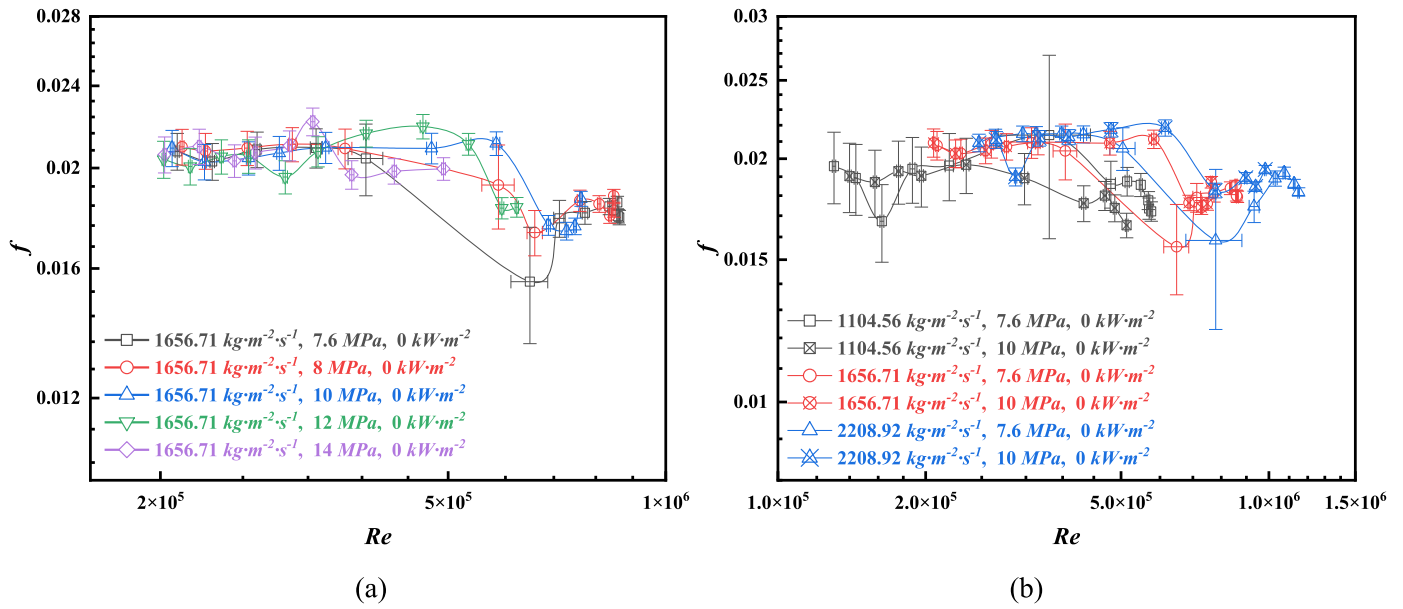 0.028
0.024
0.02
0.016
0.012
f
1656.71 kg·m⁻²·s⁻¹, 7.6 MPa, 0 kW·m⁻²
1656.71 kg·m⁻²·s⁻¹, 8 MPa, 0 kW·m⁻²
1656.71 kg·m⁻²·s⁻¹, 10 MPa, 0 kW·m⁻²
1656.71 kg·m⁻²·s⁻¹, 12 MPa, 0 kW·m⁻²
1656.71 kg·m⁻²·s⁻¹, 14 MPa, 0 kW·m⁻²
2×10⁵ 5×10⁵ 1×10⁶
Re
(a)
0.03
0.025
0.02
0.015
0.01
f
1104.56 kg·m⁻²·s⁻¹, 7.6 MPa, 0 kW·m⁻²
1104.56 kg·m⁻²·s⁻¹, 10 MPa, 0 kW·m⁻²
1656.71 kg·m⁻²·s⁻¹, 7.6 MPa, 0 kW·m⁻²
1656.71 kg·m⁻²·s⁻¹, 10 MPa, 0 kW·m⁻²
2208.92 kg·m⁻²·s⁻¹, 7.6 MPa, 0 kW·m⁻²
2208.92 kg·m⁻²·s⁻¹, 10 MPa, 0 kW·m⁻²
1.0×10⁵ 2.0×10⁵ 5.0×10⁵ 1.0×10⁶ 1.5×10⁶
Re
(b)